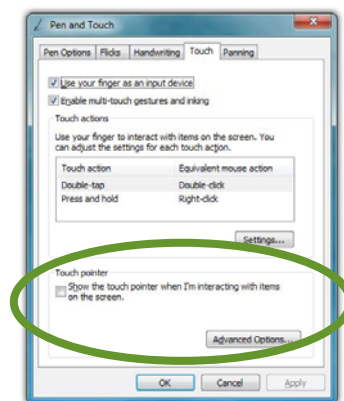 Pen and Touch
Pen Options Flicks Handwriting Touch Panning
Use your finger as an input device
Enable multi-touch gestures and inking
Touch actions
Use your finger to interact with items on the screen. You
can adjust the settings for each touch action.
Touch action Equivalent mouse action
Double-tap Double-click
Press and hold Right-click
Settings...
Touch pointer
Show the touch pointer when I'm interacting with items
on the screen.
Advanced Options...
OK Cancel Apply